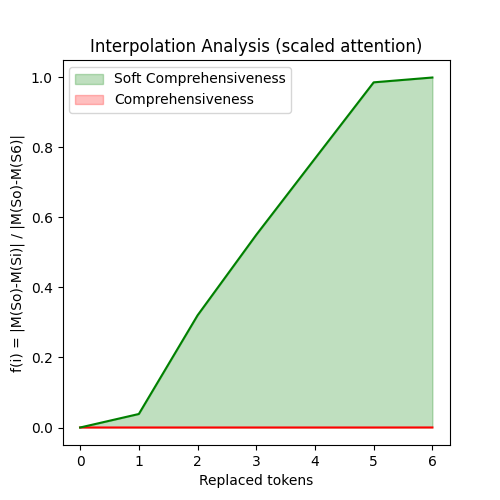 Interpolation Analysis (scaled attention)
Soft Comprehensiveness
Comprehensiveness
f(i) = |M(So)-M(Si)| / |M(So)-M(S6)|
1.0
0.8
0.6
0.4
0.2
0.0
0 1 2 3 4 5 6
Replaced tokens